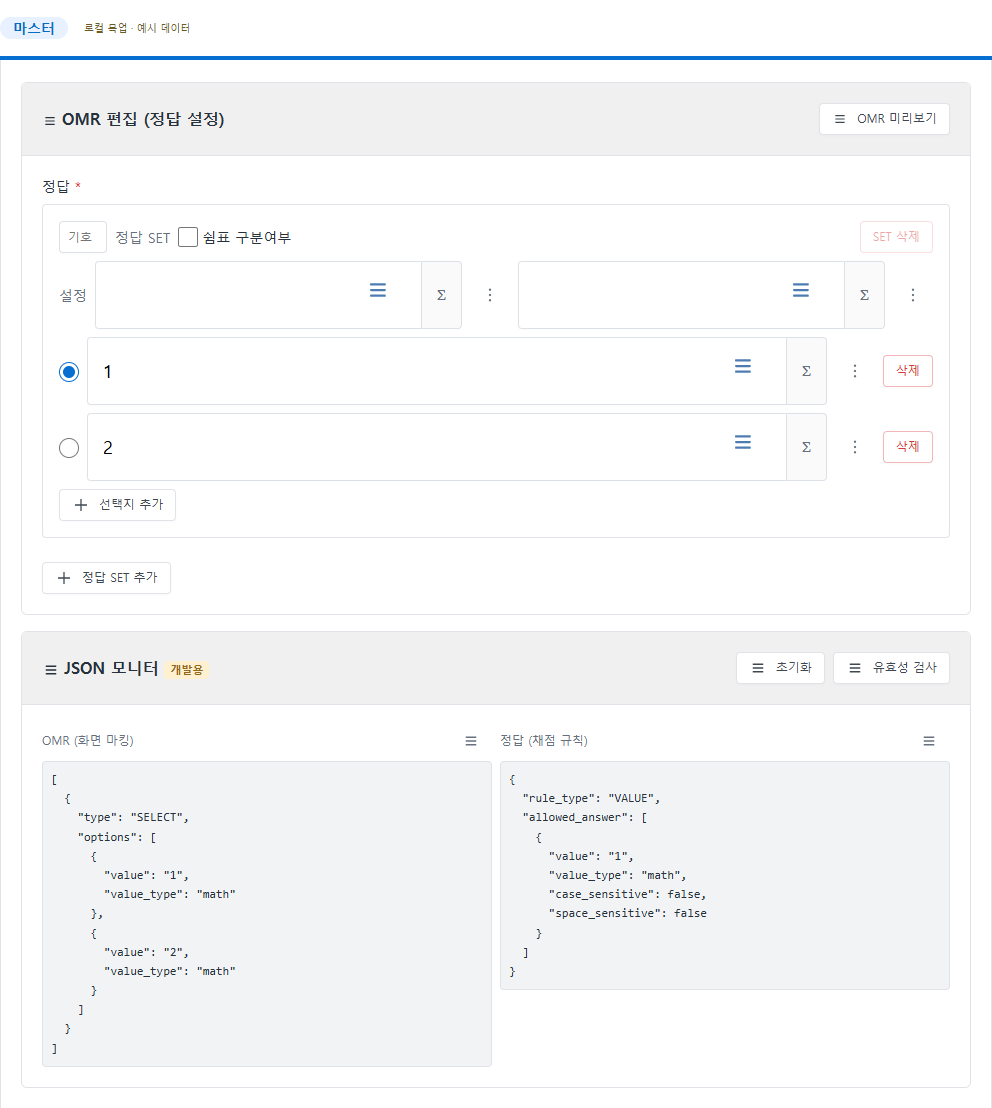 마스터 로컬 목업 · 예시 데이터
OMR 편집 (정답 설정)
OMR 미리보기
정답 *
기호 정답 SET 쉼표 구분여부
SET 삭제
설정 Σ Σ
1 Σ 삭제
2 Σ 삭제
선택지 추가
정답 SET 추가
JSON 모니터 개발용
초기화 유효성 검사
OMR (화면 마킹)
[
  {
    "type": "SELECT",
    "options": [
      {
        "value": "1",
        "value_type": "math"
      },
      {
        "value": "2",
        "value_type": "math"
      }
    ]
  }
]
정답 (채점 규칙)
{
  "rule_type": "VALUE",
  "allowed_answer": [
    {
      "value": "1",
      "value_type": "math",
      "case_sensitive": false,
      "space_sensitive": false
    }
  ]
}